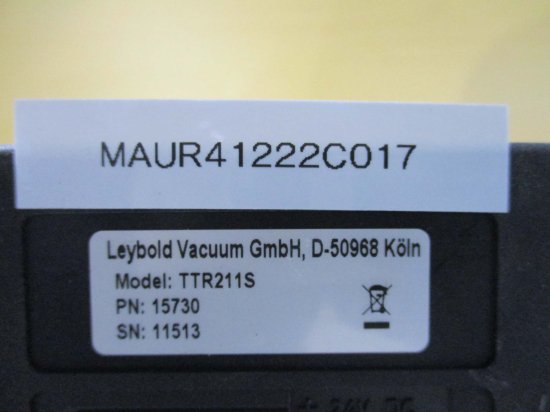 MAUR41222C017
Leybold Vacuum GmbH, D-50968 Köln
Model: TTR211S
PN: 15730
SN: 11513